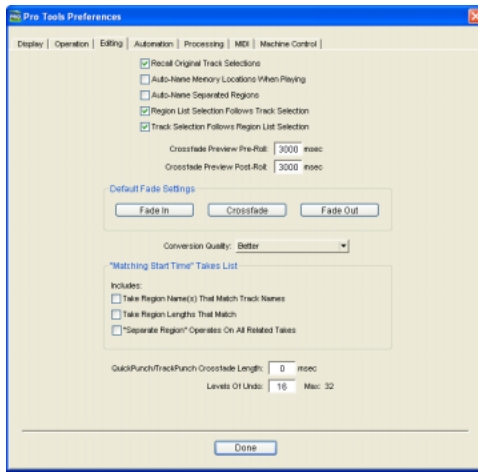 Pro Tools Preferences
Display | Operation | Editing | Automation | Processing | MIDI | Machine Control |
Recall Original Track Selections
Auto-Name Memory Locations When Playing
Auto-Name Separated Regions
Region List Selection Follows Track Selection
Track Selection Follows Region List Selection
Crossfade Preview Pre-Roll: 3000 msec
Crossfade Preview Post-Roll: 3000 msec
Default Fade Settings
Fade In Crossfade Fade Out
Conversion Quality: Better
"Matching Start Time" Takes List
Includes:
Take Region Name(s) That Match Track Names
Take Region Lengths That Match
"Separate Region" Operates On All Related Takes
QuickPunch/TrackPunch Crossfade Length: 0 msec
Levels Of Undo: 16 Max: 32
Done